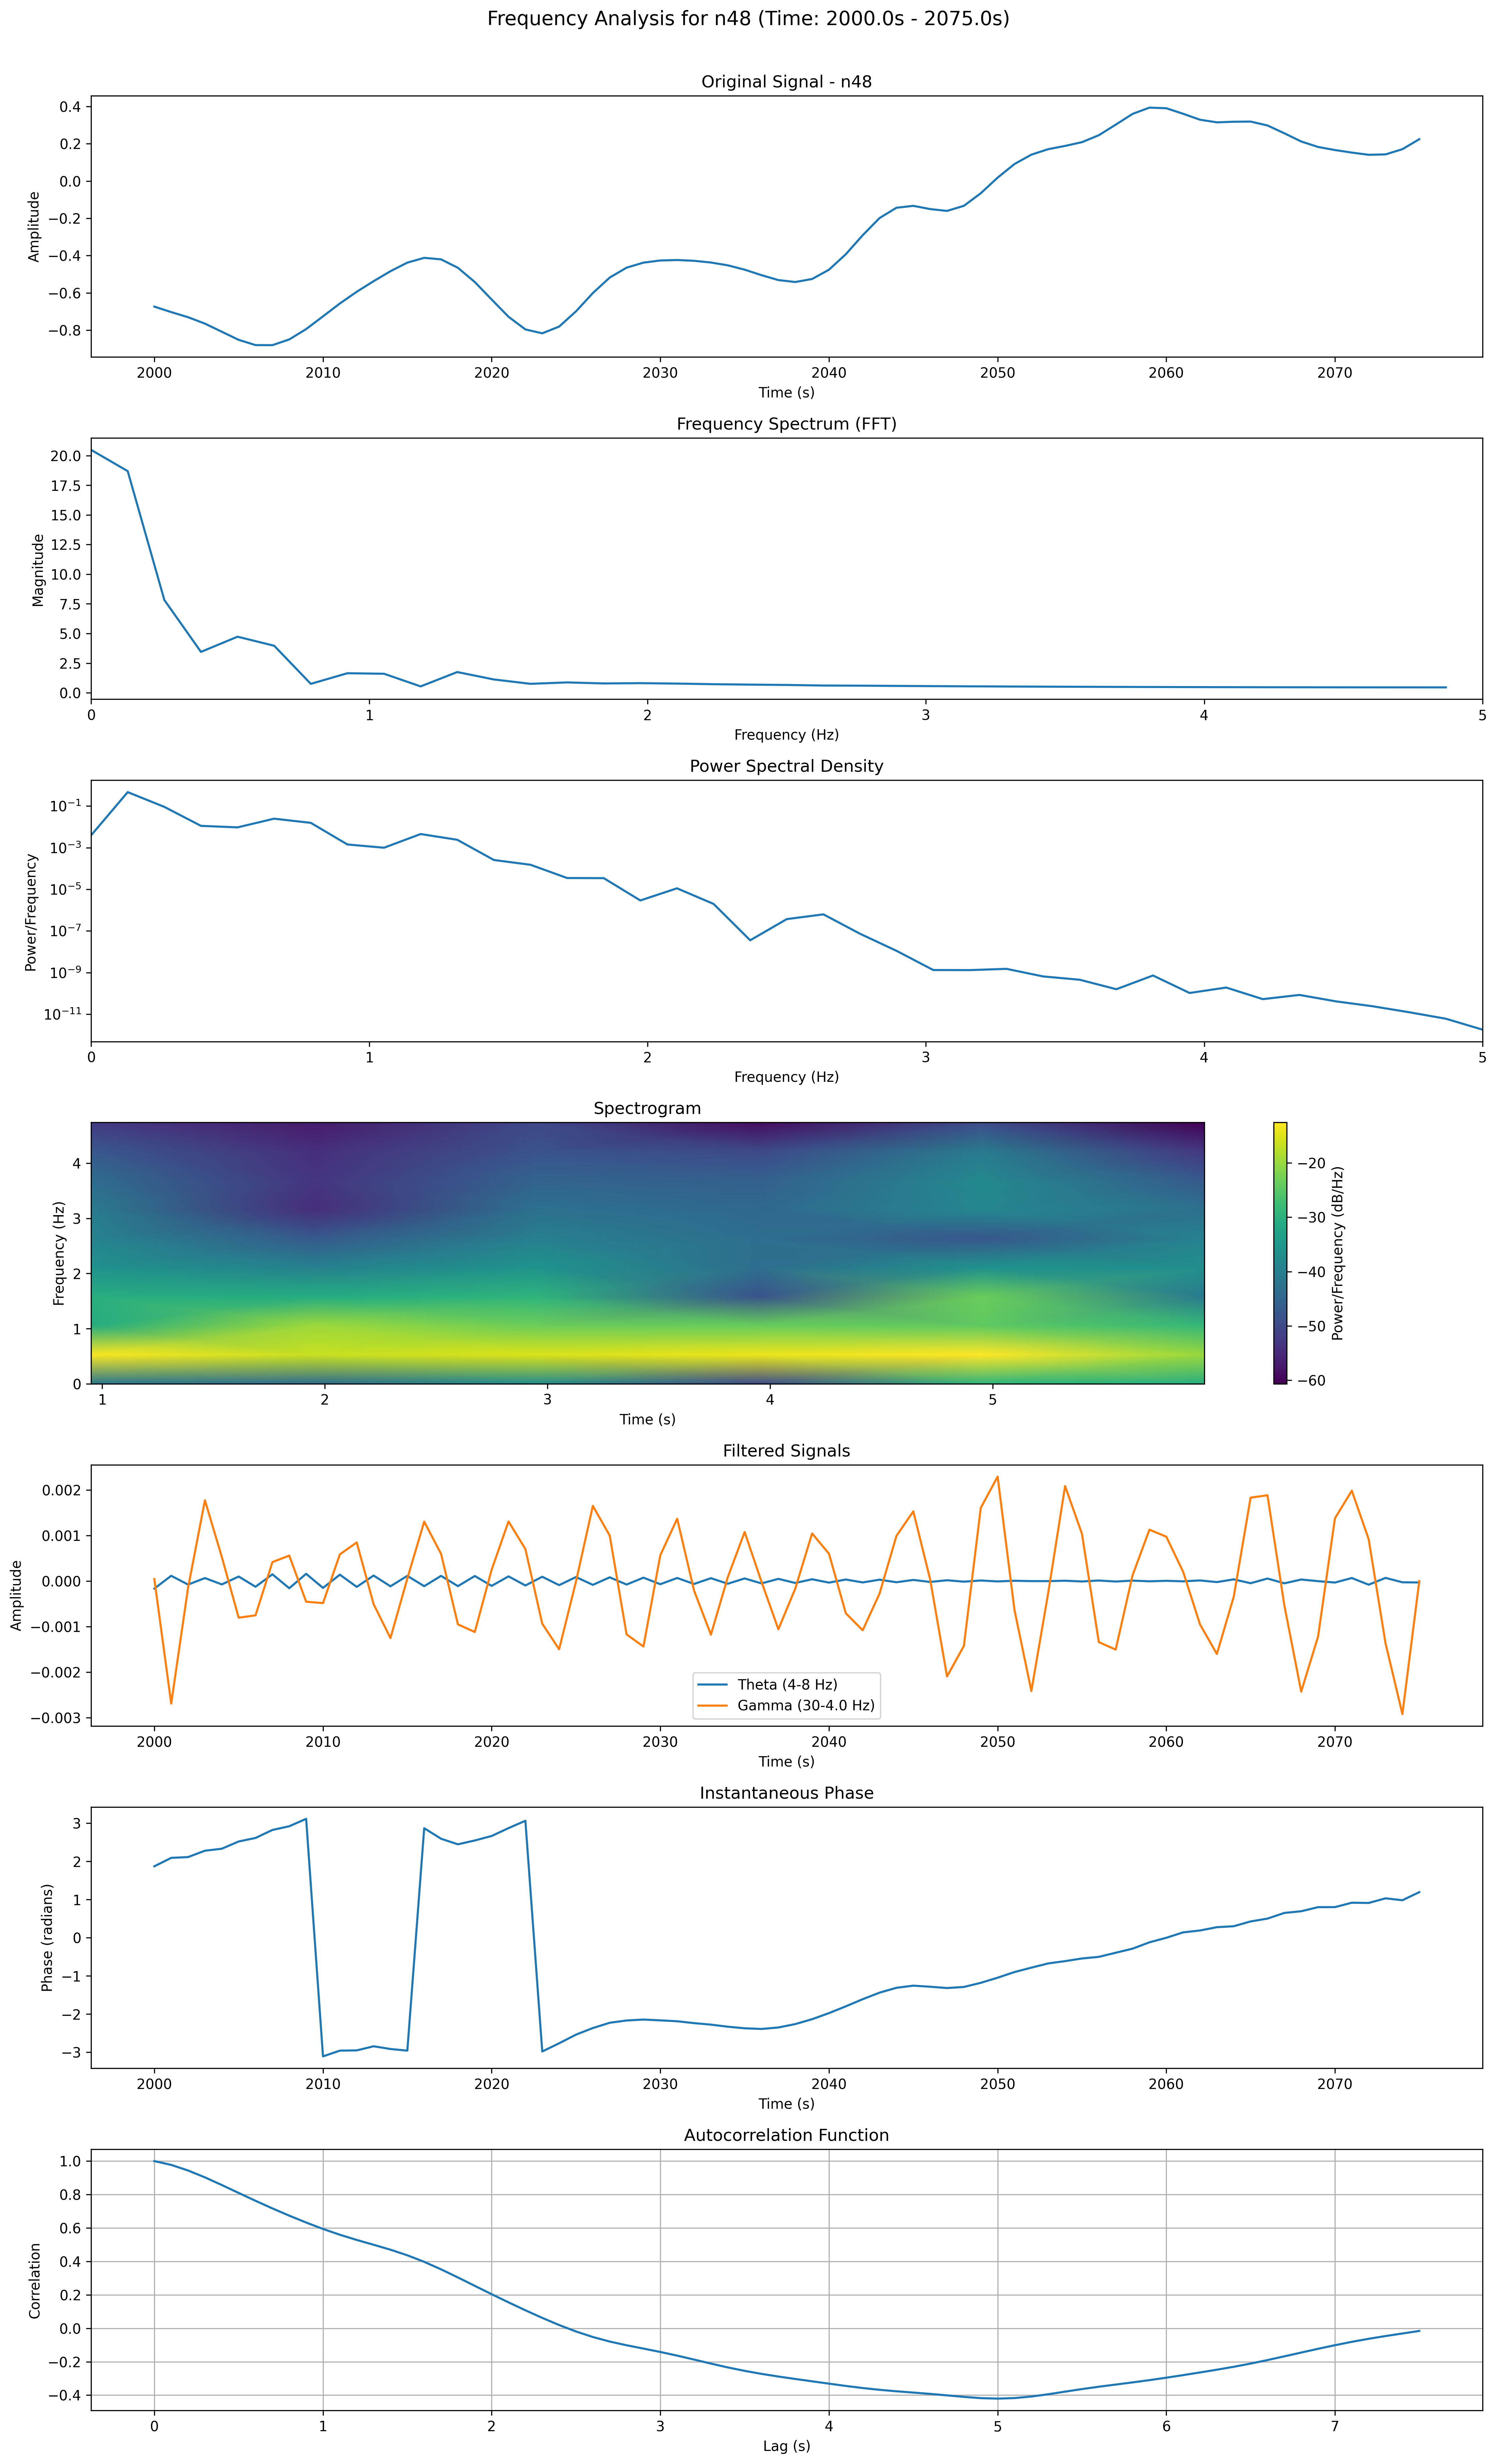 Frequency Analysis for n48 (Time: 2000.0s - 2075.0s)
Original Signal - n48
0.4
0.2
0.0
−0.2
−0.4
−0.6
−0.8
Amplitude
2000 2010 2020 2030 2040 2050 2060 2070
Time (s)
Frequency Spectrum (FFT)
20.0
17.5
15.0
12.5
10.0
7.5
5.0
2.5
0.0
Magnitude
0 1 2 3 4 5
Frequency (Hz)
Power Spectral Density
10⁻¹
10⁻³
10⁻⁵
10⁻⁷
10⁻⁹
10⁻¹¹
Power/Frequency
0 1 2 3 4 5
Frequency (Hz)
Spectrogram
4
3
2
1
0
Frequency (Hz)
1 2 3 4 5
Time (s)
−20
−30
−40
−50
−60
Power/Frequency (dB/Hz)
Filtered Signals
0.002
0.001
0.000
−0.001
−0.002
−0.003
Amplitude
Theta (4-8 Hz)
Gamma (30-4.0 Hz)
2000 2010 2020 2030 2040 2050 2060 2070
Time (s)
Instantaneous Phase
3
2
1
0
−1
−2
−3
Phase (radians)
2000 2010 2020 2030 2040 2050 2060 2070
Time (s)
Autocorrelation Function
1.0
0.8
0.6
0.4
0.2
0.0
−0.2
−0.4
Correlation
0 1 2 3 4 5 6 7
Lag (s)